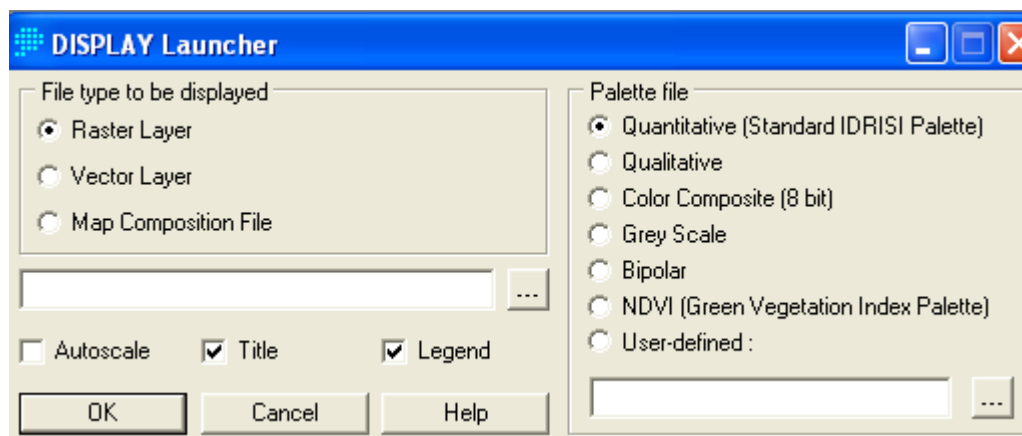 DISPLAY Launcher
File type to be displayed
Raster Layer
Vector Layer
Map Composition File
...
Autoscale Title Legend
OK Cancel Help
Palette file
Quantitative (Standard IDRISI Palette)
Qualitative
Color Composite (8 bit)
Grey Scale
Bipolar
NDVI (Green Vegetation Index Palette)
User-defined :
...